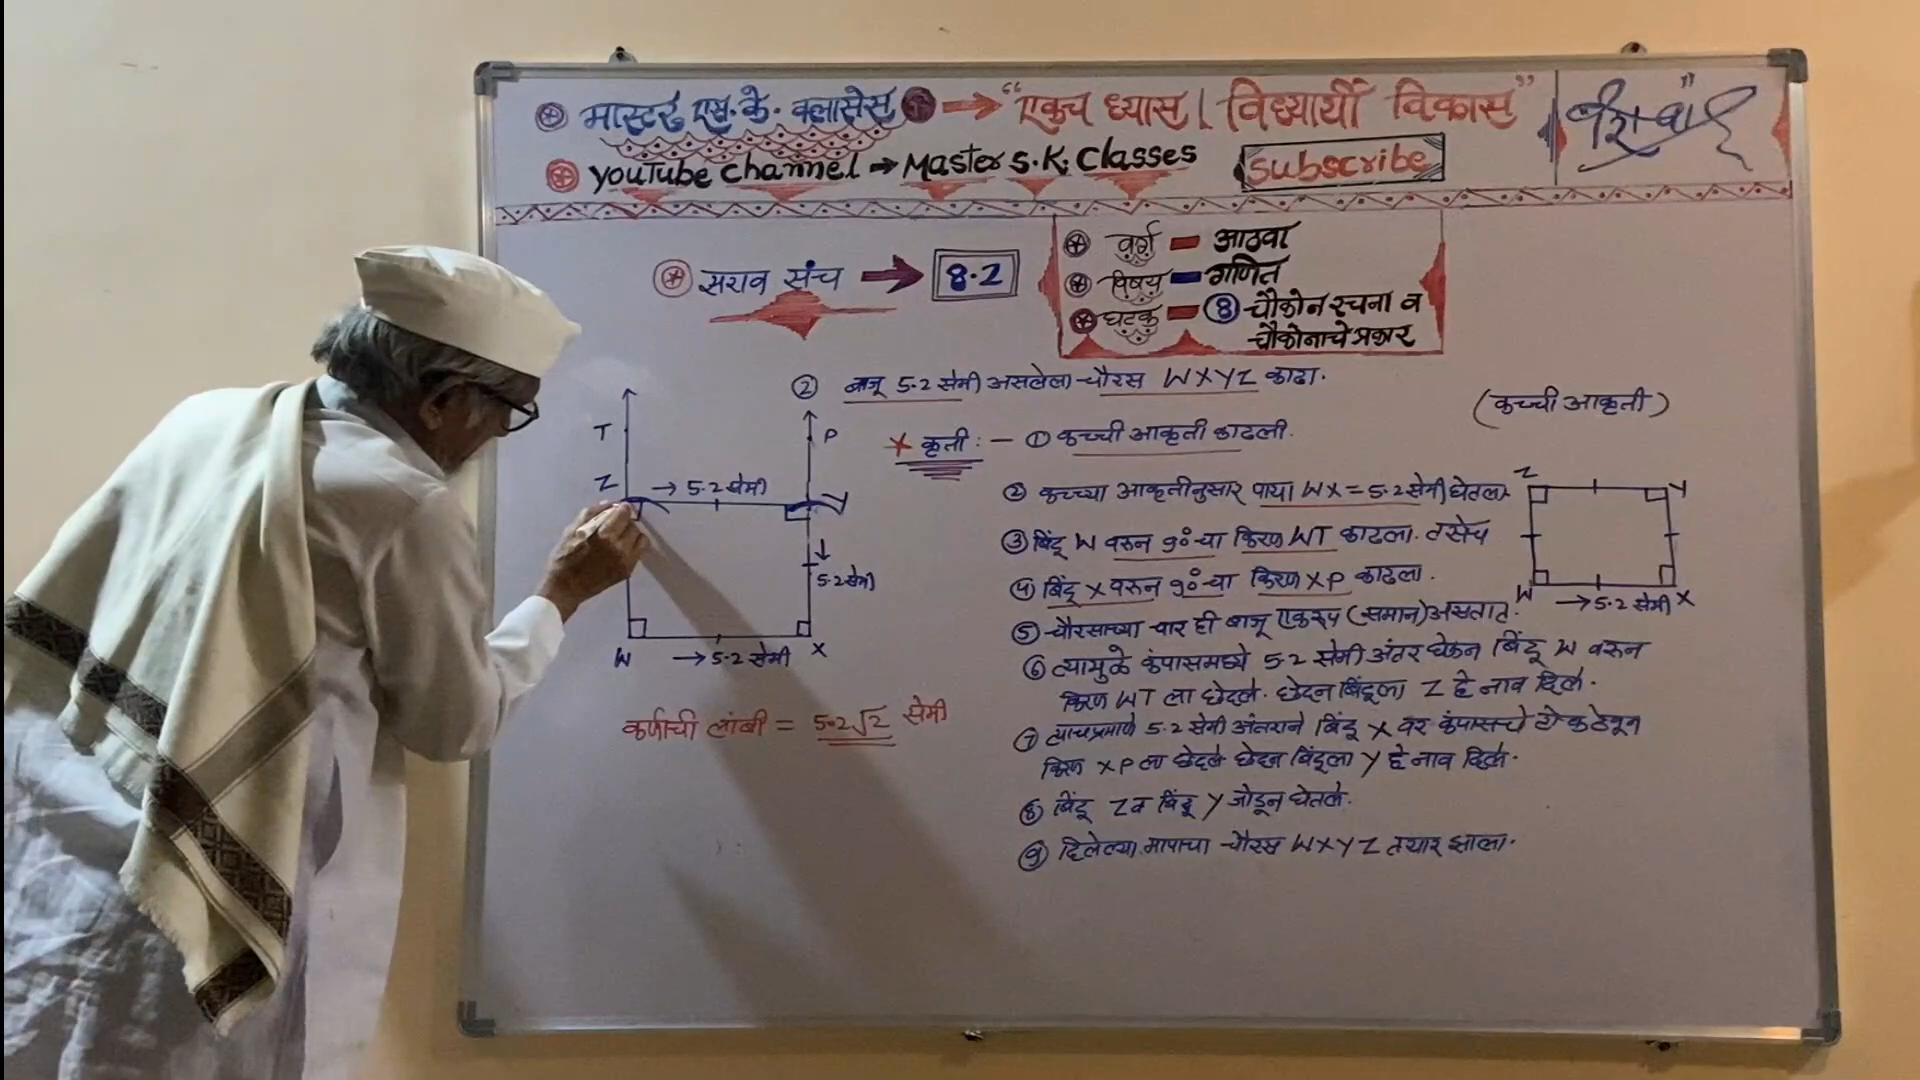 मास्टर एस.के. क्लासेस → "एकच ध्यास | विद्यार्थी विकास"
YouTube channel → Master S.K. Classes Subscribe
वर्ग - आठवा
सराव संच → 8.2
विषय - गणित
घटक - ⑧ चौकोन रचना व
चौकोनाचे प्रकार
② बाजू 5.2 सेमी असलेला चौरस WXYZ काढा.
(कच्ची आकृती)
* कृती :- ① कच्ची आकृती काढली.
② कच्च्या आकृतीनुसार पाया WX = 5.2 सेमी घेतला.
③ बिंदू W वरून 90°चा किरण WT काढला. तसेच
④ बिंदू X वरून 90°चा किरण XP काढला.
⑤ चौरसाच्या चार ही बाजू एकरूप (समान) असतात.
⑥ त्यामुळे कंपासमध्ये 5.2 सेमी अंतर घेऊन बिंदू W वरून
किरण WT ला छेदले. छेदन बिंदूला Z हे नाव दिले.
⑦ त्याचप्रमाणे 5.2 सेमी अंतराने बिंदू X वर कंपासचे टोक ठेवून
किरण XP ला छेदले छेदन बिंदूला Y हे नाव दिले.
⑧ बिंदू Z व बिंदू Y जोडून घेतले.
⑨ दिलेल्या मापाचा चौरस WXYZ तयार झाला.
T P
Z → 5.2 सेमी Y
5.2 सेमी
W → 5.2 सेमी X
कर्णाची लांबी = 5.2√2 सेमी
Z Y
W → 5.2 सेमी X